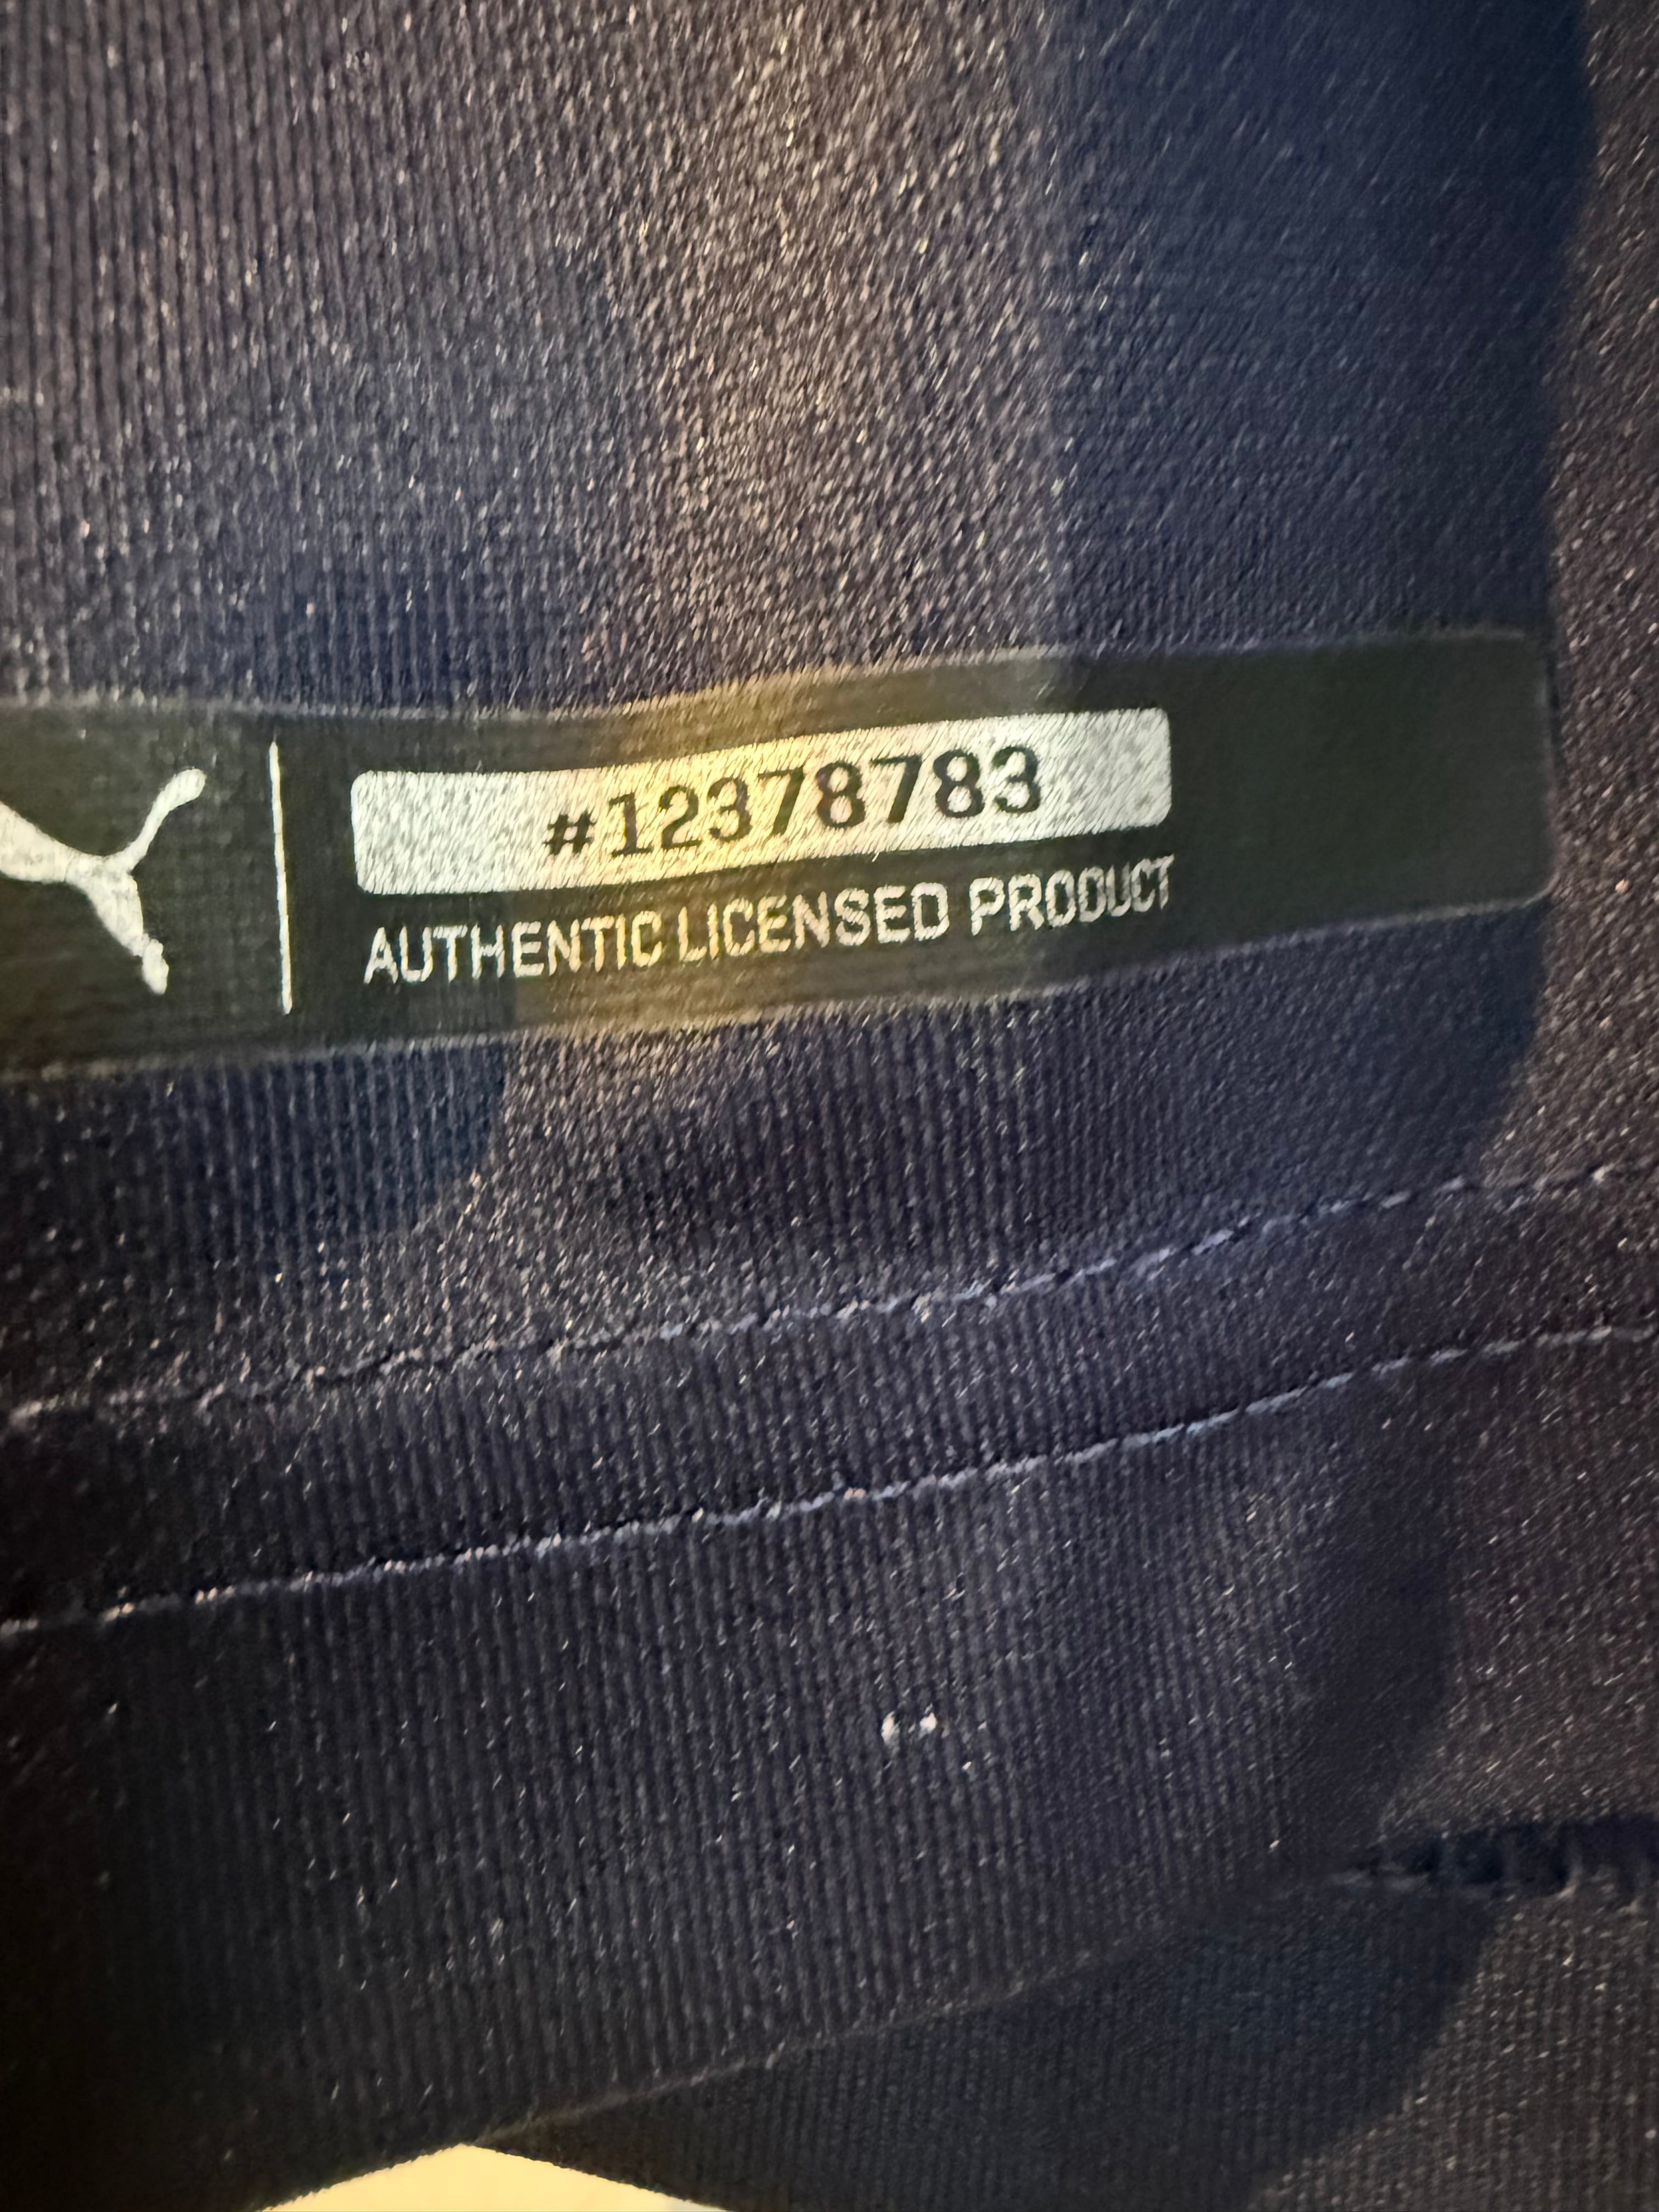 #12378783
AUTHENTIC LICENSED PRODUCT